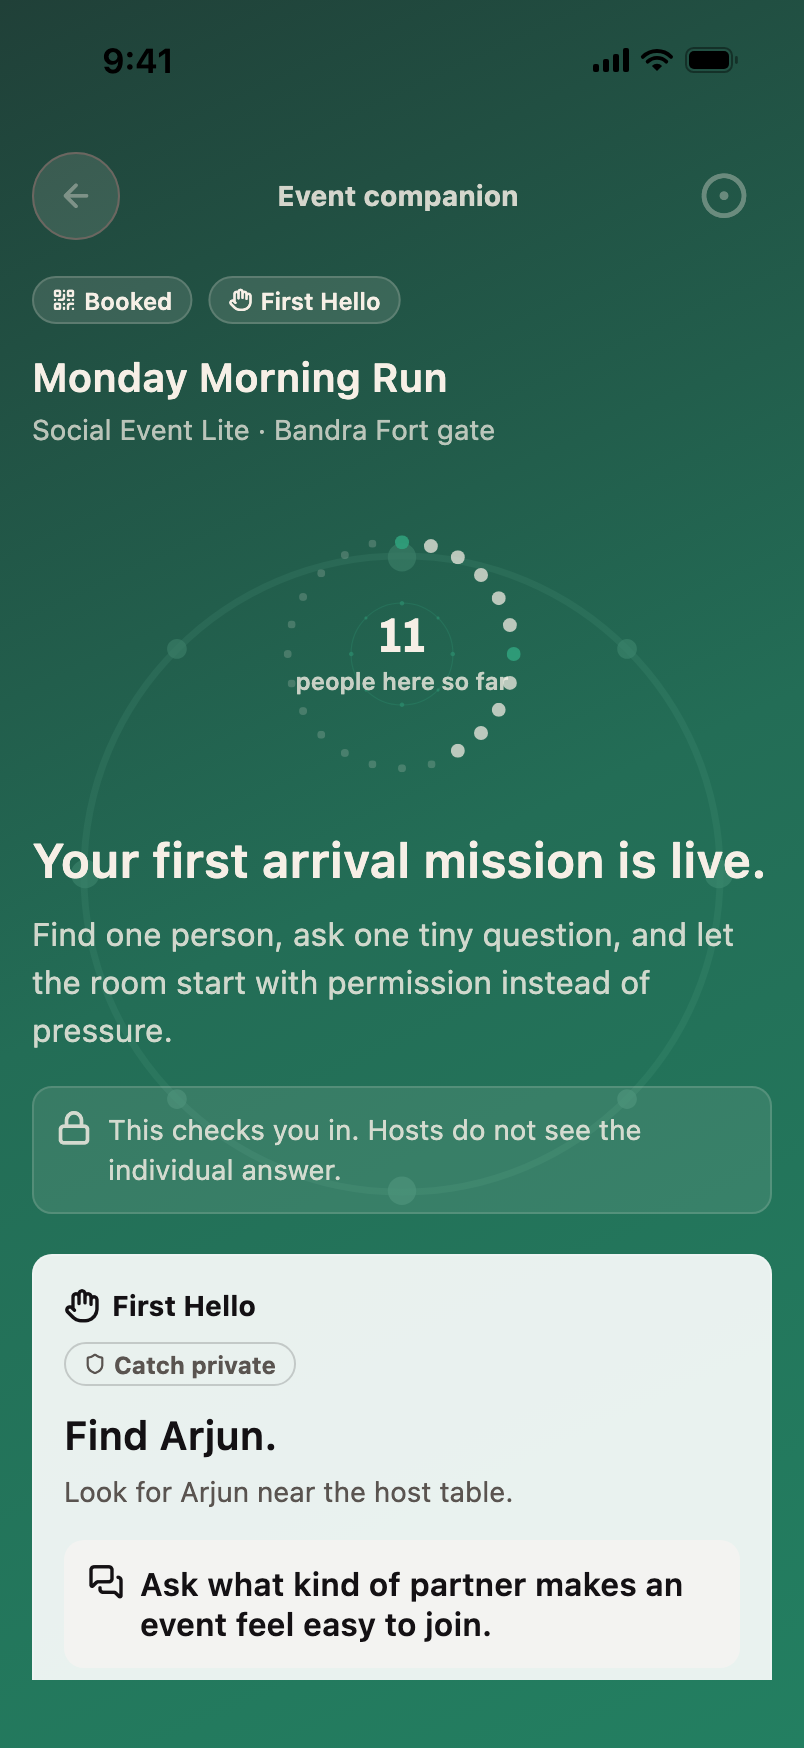 9:41
Event companion
Booked
First Hello
Monday Morning Run
Social Event Lite · Bandra Fort gate
11
people here so far
Your first arrival mission is live.
Find one person, ask one tiny question, and let
the room start with permission instead of
pressure.
This checks you in. Hosts do not see the
individual answer.
First Hello
Catch private
Find Arjun.
Look for Arjun near the host table.
Ask what kind of partner makes an
event feel easy to join.